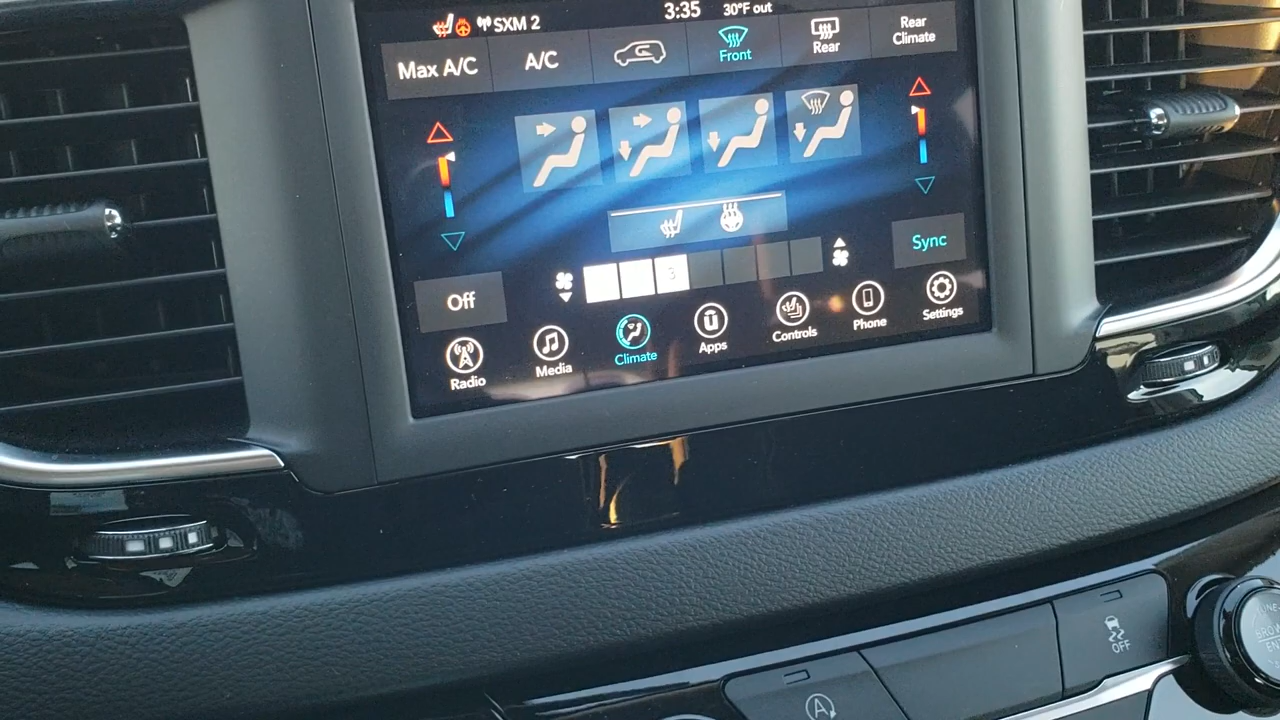 SXM 2
3:35
30°F out
Max A/C
A/C
Front
Rear
Rear
Climate
Sync
Off
3
Radio
Media
Climate
Apps
Controls
Phone
Settings
OFF
A